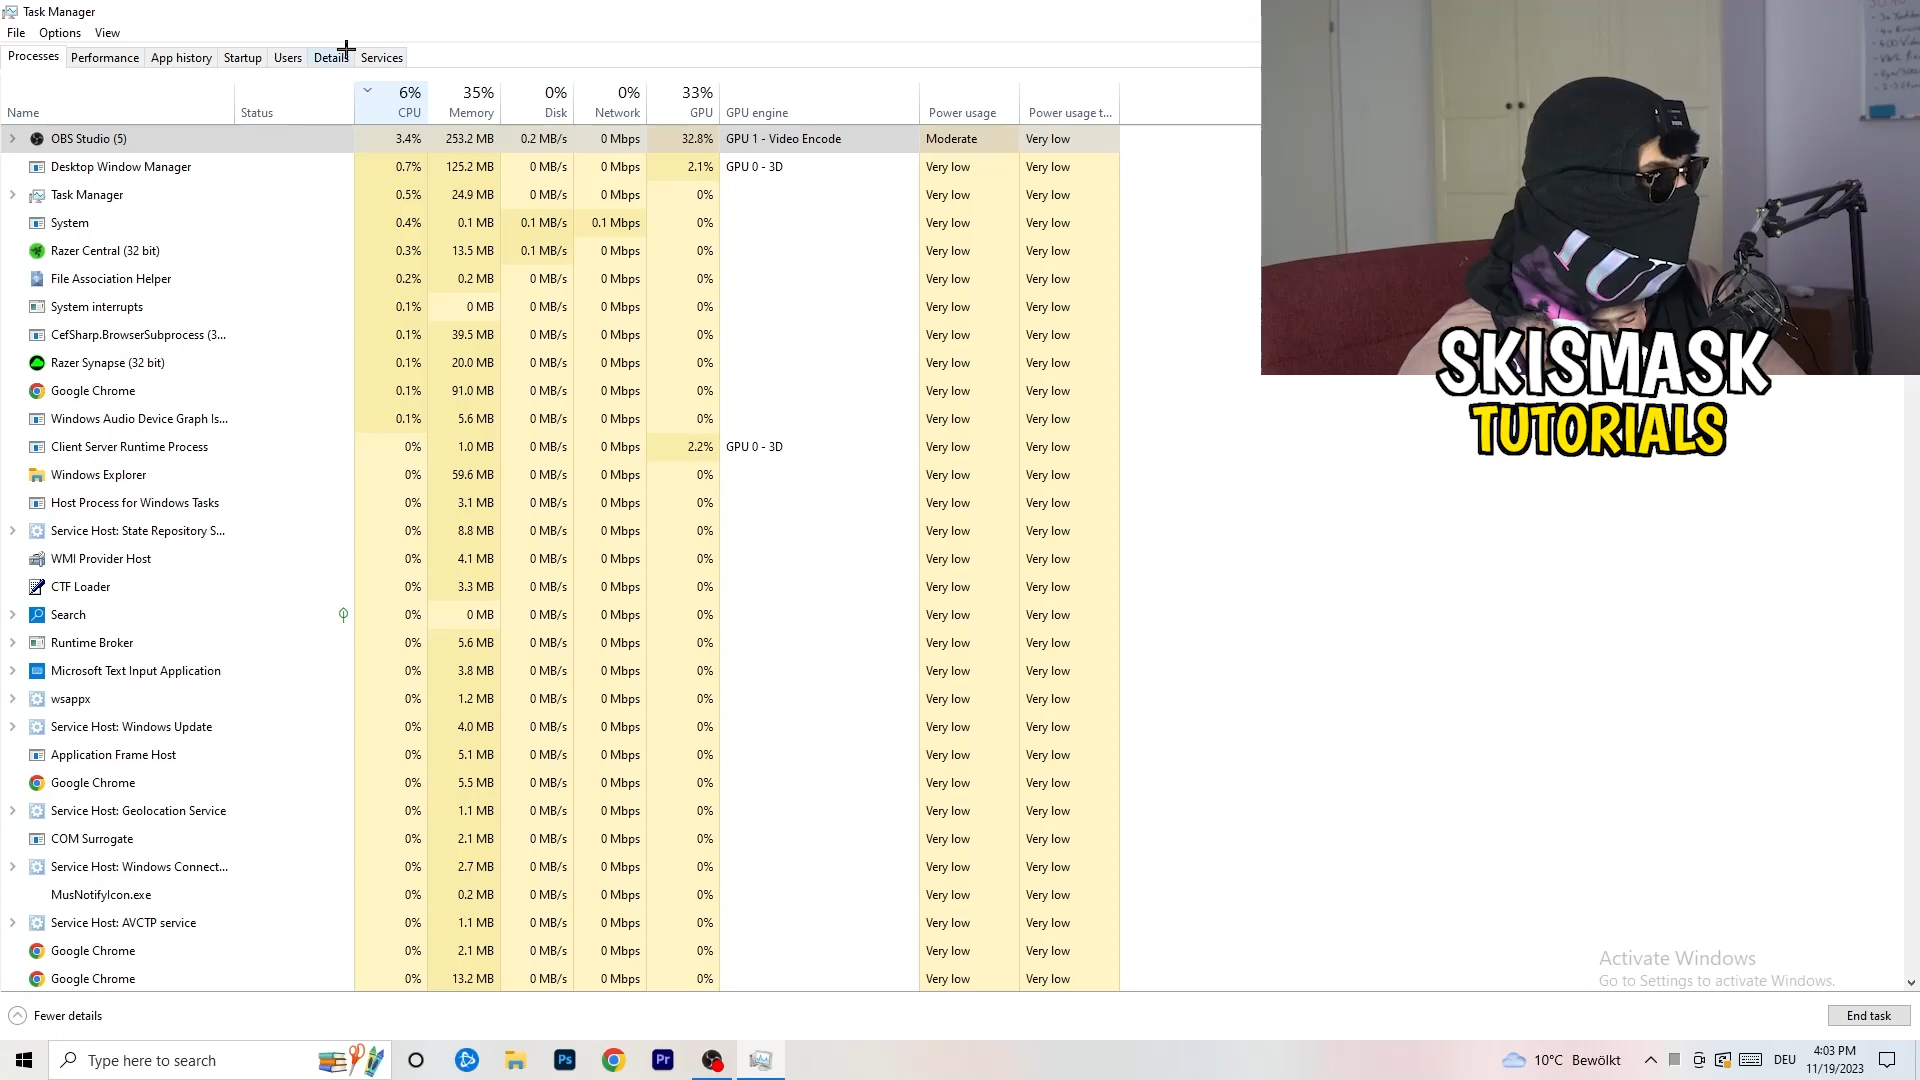 Task Manager
File Options View
Processes Performance App history Startup Users Details Services
6% 35% 0% 0% 33%
Name Status CPU Memory Disk Network GPU GPU engine Power usage Power usage t...
OBS Studio (5) 3.4% 253.2 MB 0.2 MB/s 0 Mbps 32.8% GPU 1 - Video Encode Moderate Very low
Desktop Window Manager 0.7% 125.2 MB 0 MB/s 0 Mbps 2.1% GPU 0 - 3D Very low Very low
Task Manager 0.5% 24.9 MB 0 MB/s 0 Mbps 0% Very low Very low
System 0.4% 0.1 MB 0.1 MB/s 0.1 Mbps 0% Very low Very low
Razer Central (32 bit) 0.3% 13.5 MB 0.1 MB/s 0 Mbps 0% Very low Very low
File Association Helper 0.2% 0.2 MB 0 MB/s 0 Mbps 0% Very low Very low
System interrupts 0.1% 0 MB 0 MB/s 0 Mbps 0% Very low Very low
CefSharp.BrowserSubprocess (3... 0.1% 39.5 MB 0 MB/s 0 Mbps 0% Very low Very low
Razer Synapse (32 bit) 0.1% 20.0 MB 0 MB/s 0 Mbps 0% Very low Very low
Google Chrome 0.1% 91.0 MB 0 MB/s 0 Mbps 0% Very low Very low
Windows Audio Device Graph Is... 0.1% 5.6 MB 0 MB/s 0 Mbps 0% Very low Very low
Client Server Runtime Process 0% 1.0 MB 0 MB/s 0 Mbps 2.2% GPU 0 - 3D Very low Very low
Windows Explorer 0% 59.6 MB 0 MB/s 0 Mbps 0% Very low Very low
Host Process for Windows Tasks 0% 3.1 MB 0 MB/s 0 Mbps 0% Very low Very low
Service Host: State Repository S... 0% 8.8 MB 0 MB/s 0 Mbps 0% Very low Very low
WMI Provider Host 0% 4.1 MB 0 MB/s 0 Mbps 0% Very low Very low
CTF Loader 0% 3.3 MB 0 MB/s 0 Mbps 0% Very low Very low
Search 0% 0 MB 0 MB/s 0 Mbps 0% Very low Very low
Runtime Broker 0% 5.6 MB 0 MB/s 0 Mbps 0% Very low Very low
Microsoft Text Input Application 0% 3.8 MB 0 MB/s 0 Mbps 0% Very low Very low
wsappx 0% 1.2 MB 0 MB/s 0 Mbps 0% Very low Very low
Service Host: Windows Update 0% 4.0 MB 0 MB/s 0 Mbps 0% Very low Very low
Application Frame Host 0% 5.1 MB 0 MB/s 0 Mbps 0% Very low Very low
Google Chrome 0% 5.5 MB 0 MB/s 0 Mbps 0% Very low Very low
Service Host: Geolocation Service 0% 1.1 MB 0 MB/s 0 Mbps 0% Very low Very low
COM Surrogate 0% 2.1 MB 0 MB/s 0 Mbps 0% Very low Very low
Service Host: Windows Connect... 0% 2.7 MB 0 MB/s 0 Mbps 0% Very low Very low
MusNotifyIcon.exe 0% 0.2 MB 0 MB/s 0 Mbps 0% Very low Very low
Service Host: AVCTP service 0% 1.1 MB 0 MB/s 0 Mbps 0% Very low Very low
Google Chrome 0% 2.1 MB 0 MB/s 0 Mbps 0% Very low Very low
Google Chrome 0% 13.2 MB 0 MB/s 0 Mbps 0% Very low Very low
SKISMASK
TUTORIALS
Activate Windows
Go to Settings to activate Windows.
Fewer details End task
Type here to search Ps Pr 10°C Bewölkt DEU 4:03 PM
11/19/2023